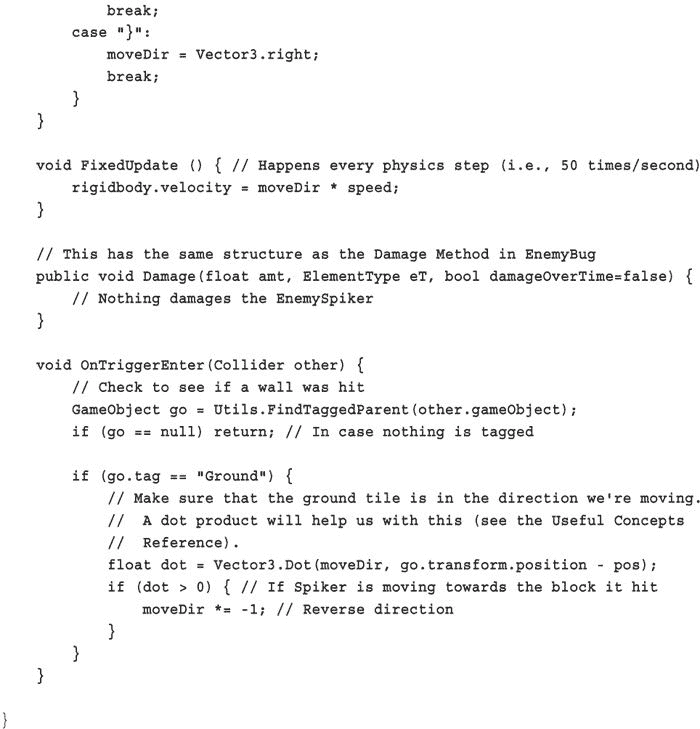 break;
        case "}":
            moveDir = Vector3.right;
            break;
        }
    }

    void FixedUpdate () { // Happens every physics step (i.e., 50 times/second)
        rigidbody.velocity = moveDir * speed;
    }

    // This has the same structure as the Damage Method in EnemyBug
    public void Damage(float amt, ElementType eT, bool damageOverTime=false) {
        // Nothing damages the EnemySpiker
    }

    void OnTriggerEnter(Collider other) {
        // Check to see if a wall was hit
        GameObject go = Utils.FindTaggedParent(other.gameObject);
        if (go == null) return; // In case nothing is tagged

        if (go.tag == "Ground") {
            // Make sure that the ground tile is in the direction we're moving.
            //  A dot product will help us with this (see the Useful Concepts
            //  Reference).
            float dot = Vector3.Dot(moveDir, go.transform.position - pos);
            if (dot > 0) { // If Spiker is moving towards the block it hit
                moveDir *= -1; // Reverse direction
            }
        }
    }

}